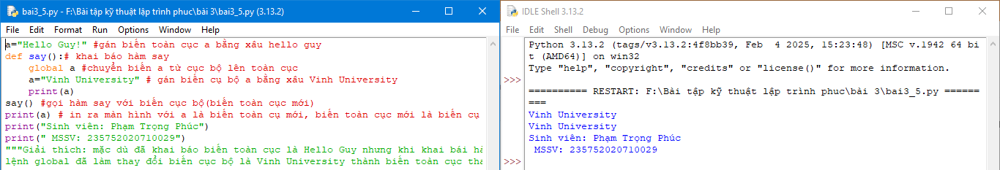 bai3_5.py - F:\Bài tập kỹ thuật lập trình phuc\bài 3\bai3_5.py (3.13.2)
File Edit Format Run Options Window Help
a="Hello Guy!" #gán biến toàn cục a bằng xâu hello guy
def say():# khai báo hàm say
    global a #chuyển biến a từ cục bộ lên toàn cục
    a="Vinh University" # gán biến cụ bộ a bằng xâu Vinh University
    print(a)
say() #gọi hàm say với biến cục bộ(biến toàn cục mới)
print(a) # in ra màn hình với a là biến toàn cụ mới, biến toàn cục mới là biến cụ
print("Sinh viên: Phạm Trọng Phúc")
print(" MSSV: 235752020710029")
"""Giải thích: mặc dù đã khai báo biến toàn cục là Hello Guy nhưng khi khai bái hà
lệnh global đã làm thay đổi biến cục bộ là Vinh University thành biến toàn cục tha
IDLE Shell 3.13.2
File Edit Shell Debug Options Window Help
Python 3.13.2 (tags/v3.13.2:4f8bb39, Feb  4 2025, 15:23:48) [MSC v.1942 64 bi
t (AMD64)] on win32
Type "help", "copyright", "credits" or "license()" for more information.
>>>
========== RESTART: F:\Bài tập kỹ thuật lập trình phuc\bài 3\bai3_5.py =======
===
Vinh University
Vinh University
Sinh viên: Phạm Trọng Phúc
 MSSV: 235752020710029
>>>